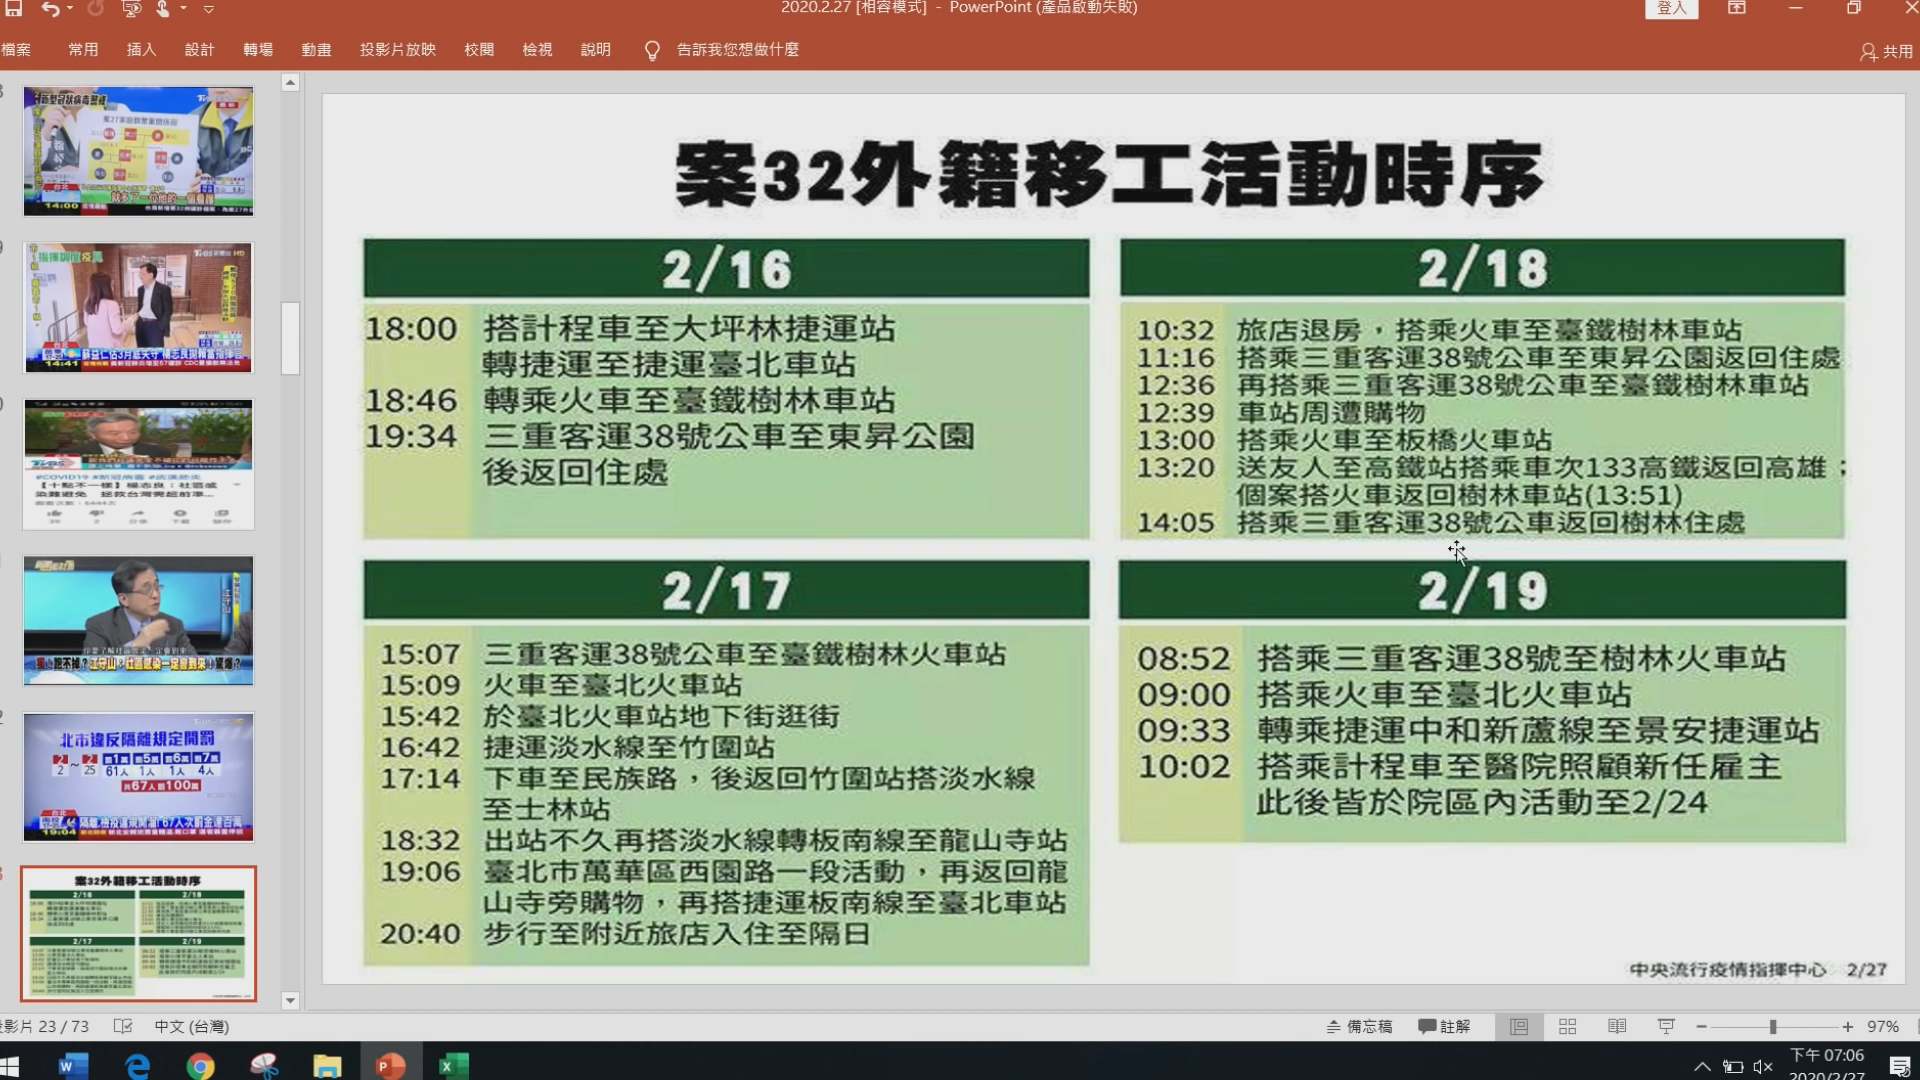 2020.2.27 [相容模式] - PowerPoint (產品啟動失敗)
登入
檔案 常用 插入 設計 轉場 動畫 投影片放映 校閱 檢視 說明 告訴我您想做什麼
共用
14:00
14:41
#COVID19
北市違反隔離規定開罰
61人 1人 1人 4人
19:04
案32外籍移工活動時序
2/16
18:00 搭計程車至大坪林捷運站
轉捷運至捷運臺北車站
18:46 轉乘火車至臺鐵樹林車站
19:34 三重客運38號公車至東昇公園
後返回住處
2/17
15:07 三重客運38號公車至臺鐵樹林火車站
15:09 火車至臺北火車站
15:42 於臺北火車站地下街逛街
16:42 捷運淡水線至竹圍站
17:14 下車至民族路，後返回竹圍站搭淡水線
至士林站
18:32 出站不久再搭淡水線轉板南線至龍山寺站
19:06 臺北市萬華區西園路一段活動，再返回龍
山寺旁購物，再搭捷運板南線至臺北車站
20:40 步行至附近旅店入住至隔日
2/18
10:32 旅店退房，搭乘火車至臺鐵樹林車站
11:16 搭乘三重客運38號公車至東昇公園返回住處
12:36 再搭乘三重客運38號公車至臺鐵樹林車站
12:39 車站周遭購物
13:00 搭乘火車至板橋火車站
13:20 送友人至高鐵站搭乘車次133高鐵返回高雄；
個案搭火車返回樹林車站(13:51)
14:05 搭乘三重客運38號公車返回樹林住處
2/19
08:52 搭乘三重客運38號至樹林火車站
09:00 搭乘火車至臺北火車站
09:33 轉乘捷運中和新蘆線至景安捷運站
10:02 搭乘計程車至醫院照顧新任雇主
此後皆於院區內活動至2/24
中央流行疫情指揮中心 2/27
影片 23 / 73 中文 (台灣) 備忘稿 註解 97%
下午 07:06
2020/2/27